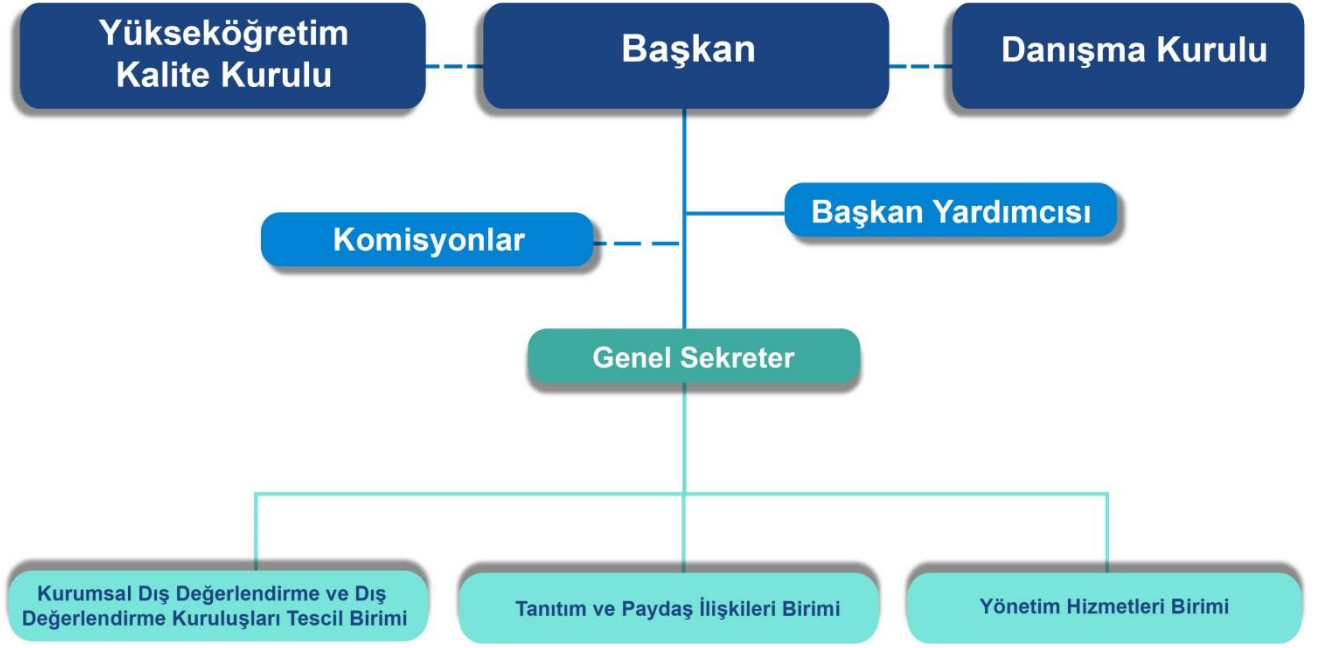 Yükseköğretim
Kalite Kurulu
Başkan
Danışma Kurulu
Başkan Yardımcısı
Komisyonlar
Genel Sekreter
Kurumsal Dış Değerlendirme ve Dış
Değerlendirme Kuruluşları Tescil Birimi
Tanıtım ve Paydaş İlişkileri Birimi
Yönetim Hizmetleri Birimi